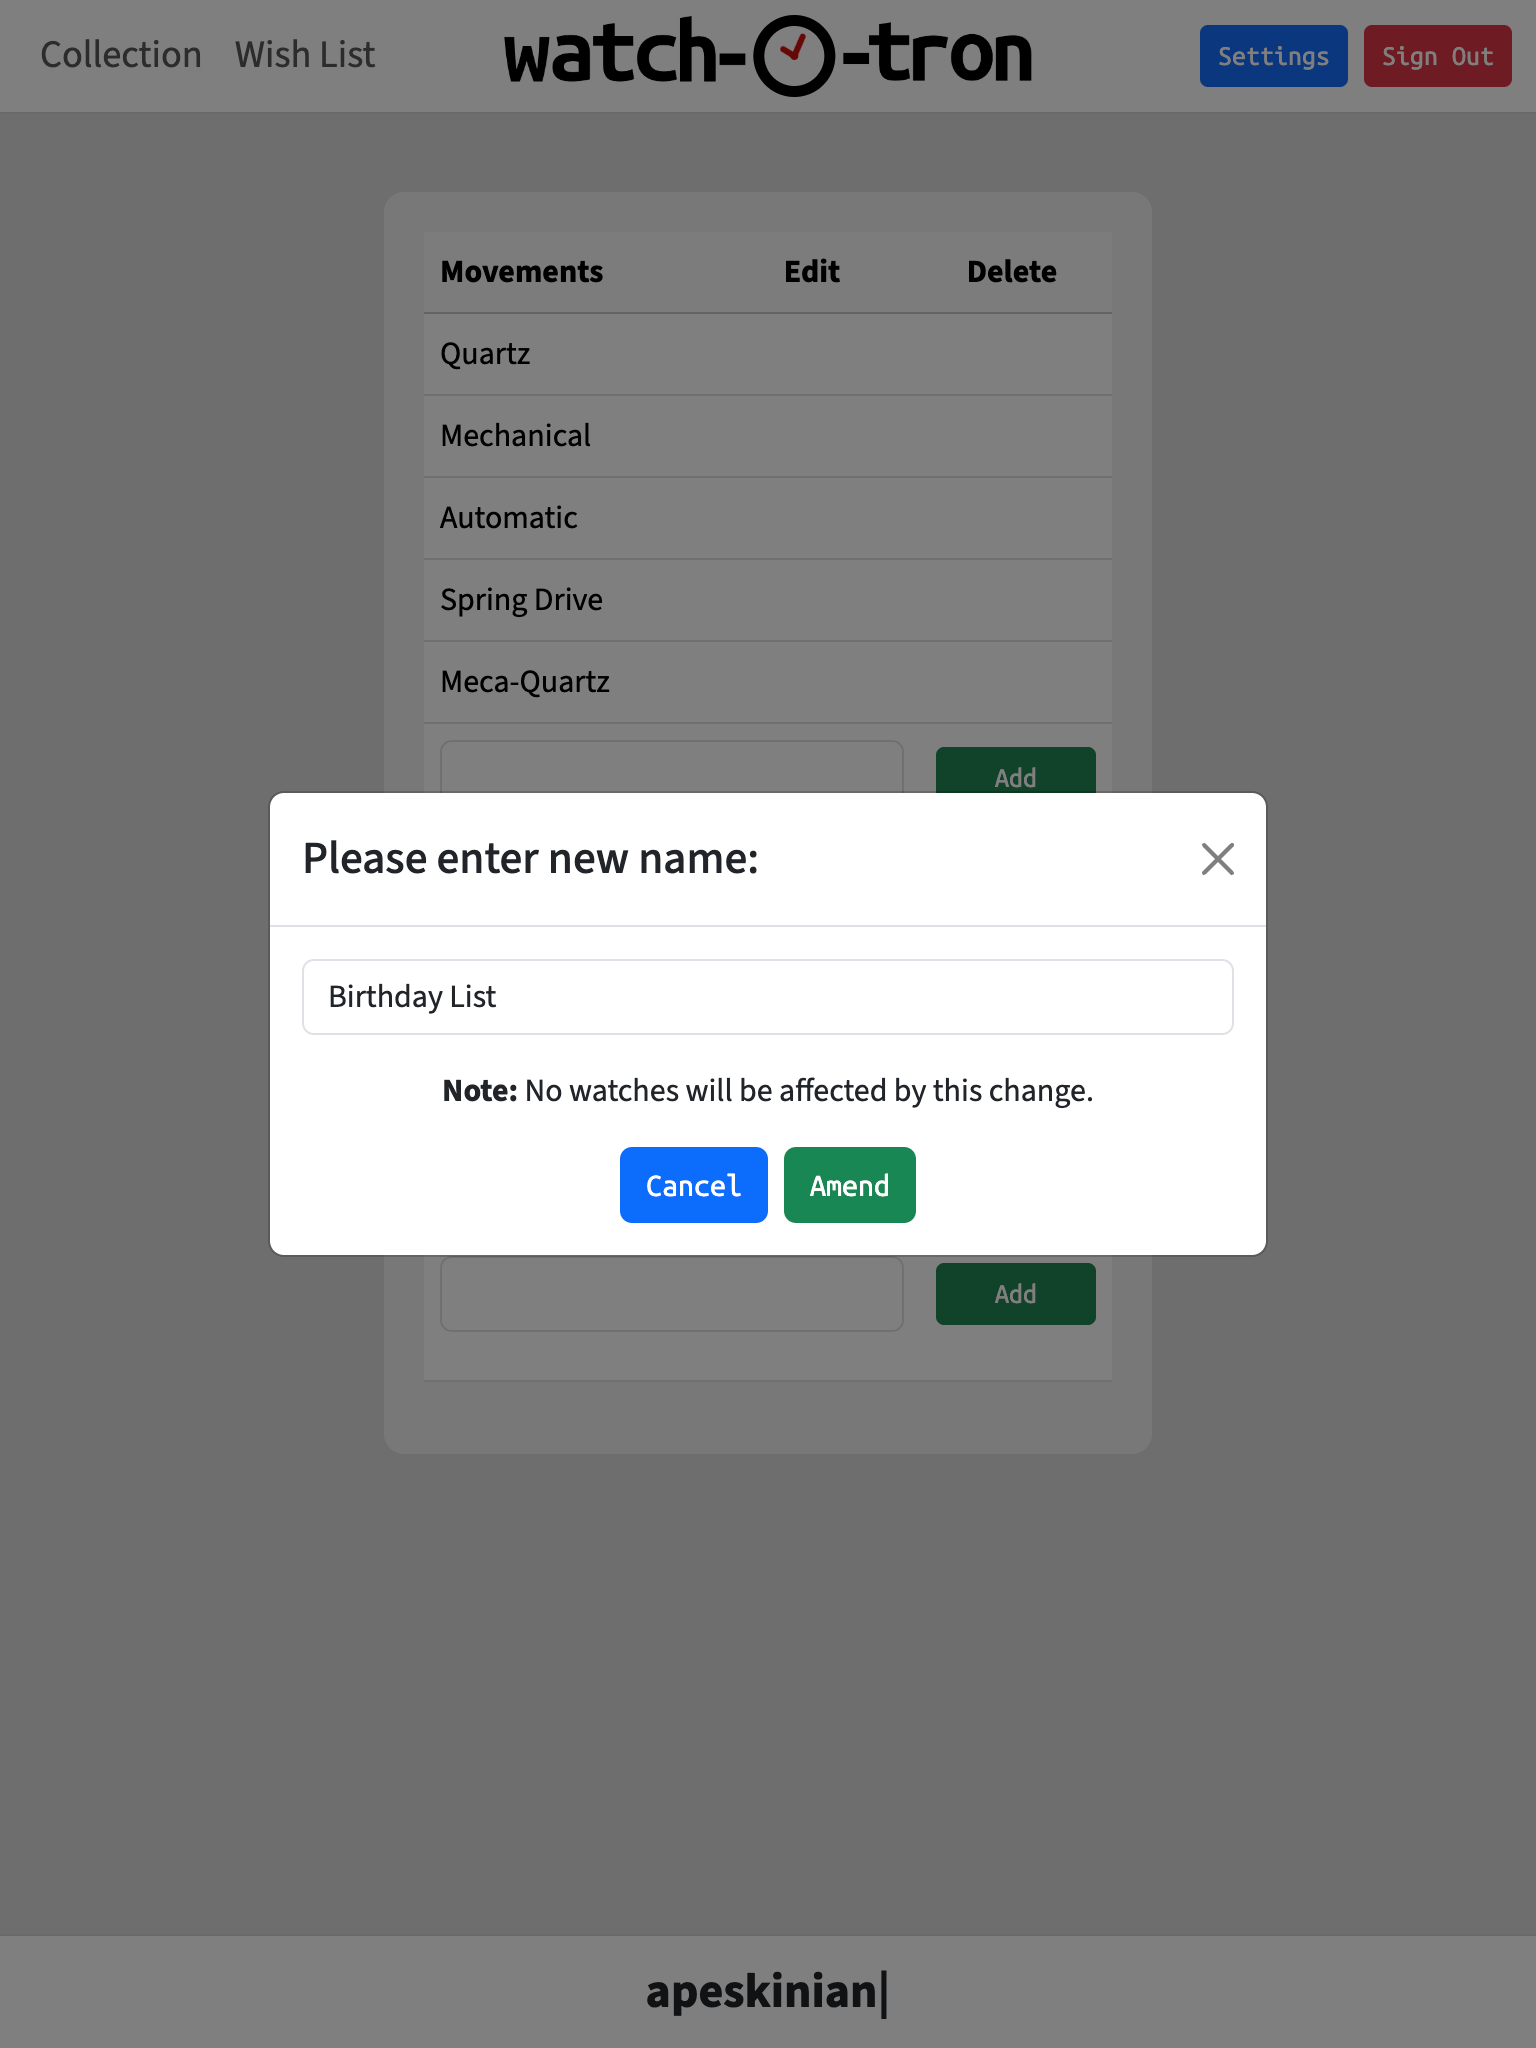 Collection Wish List watch-O-tron Settings Sign Out
Movements Edit Delete
Quartz
Mechanical
Automatic
Spring Drive
Meca-Quartz
Add
Please enter new name:
Birthday List
Note: No watches will be affected by this change.
Cancel Amend
Add
apeskinian|